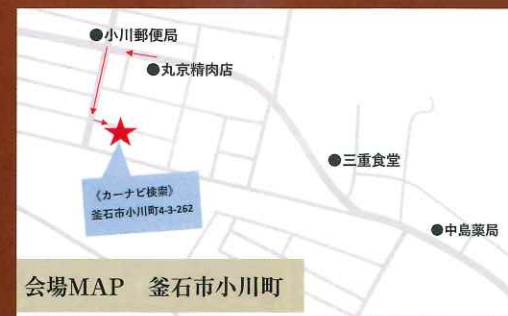 ●小川郵便局
●丸京精肉店
●三重食堂
《カーナビ検索》
釜石市小川町4-3-262
●中島薬局
会場MAP 釜石市小川町